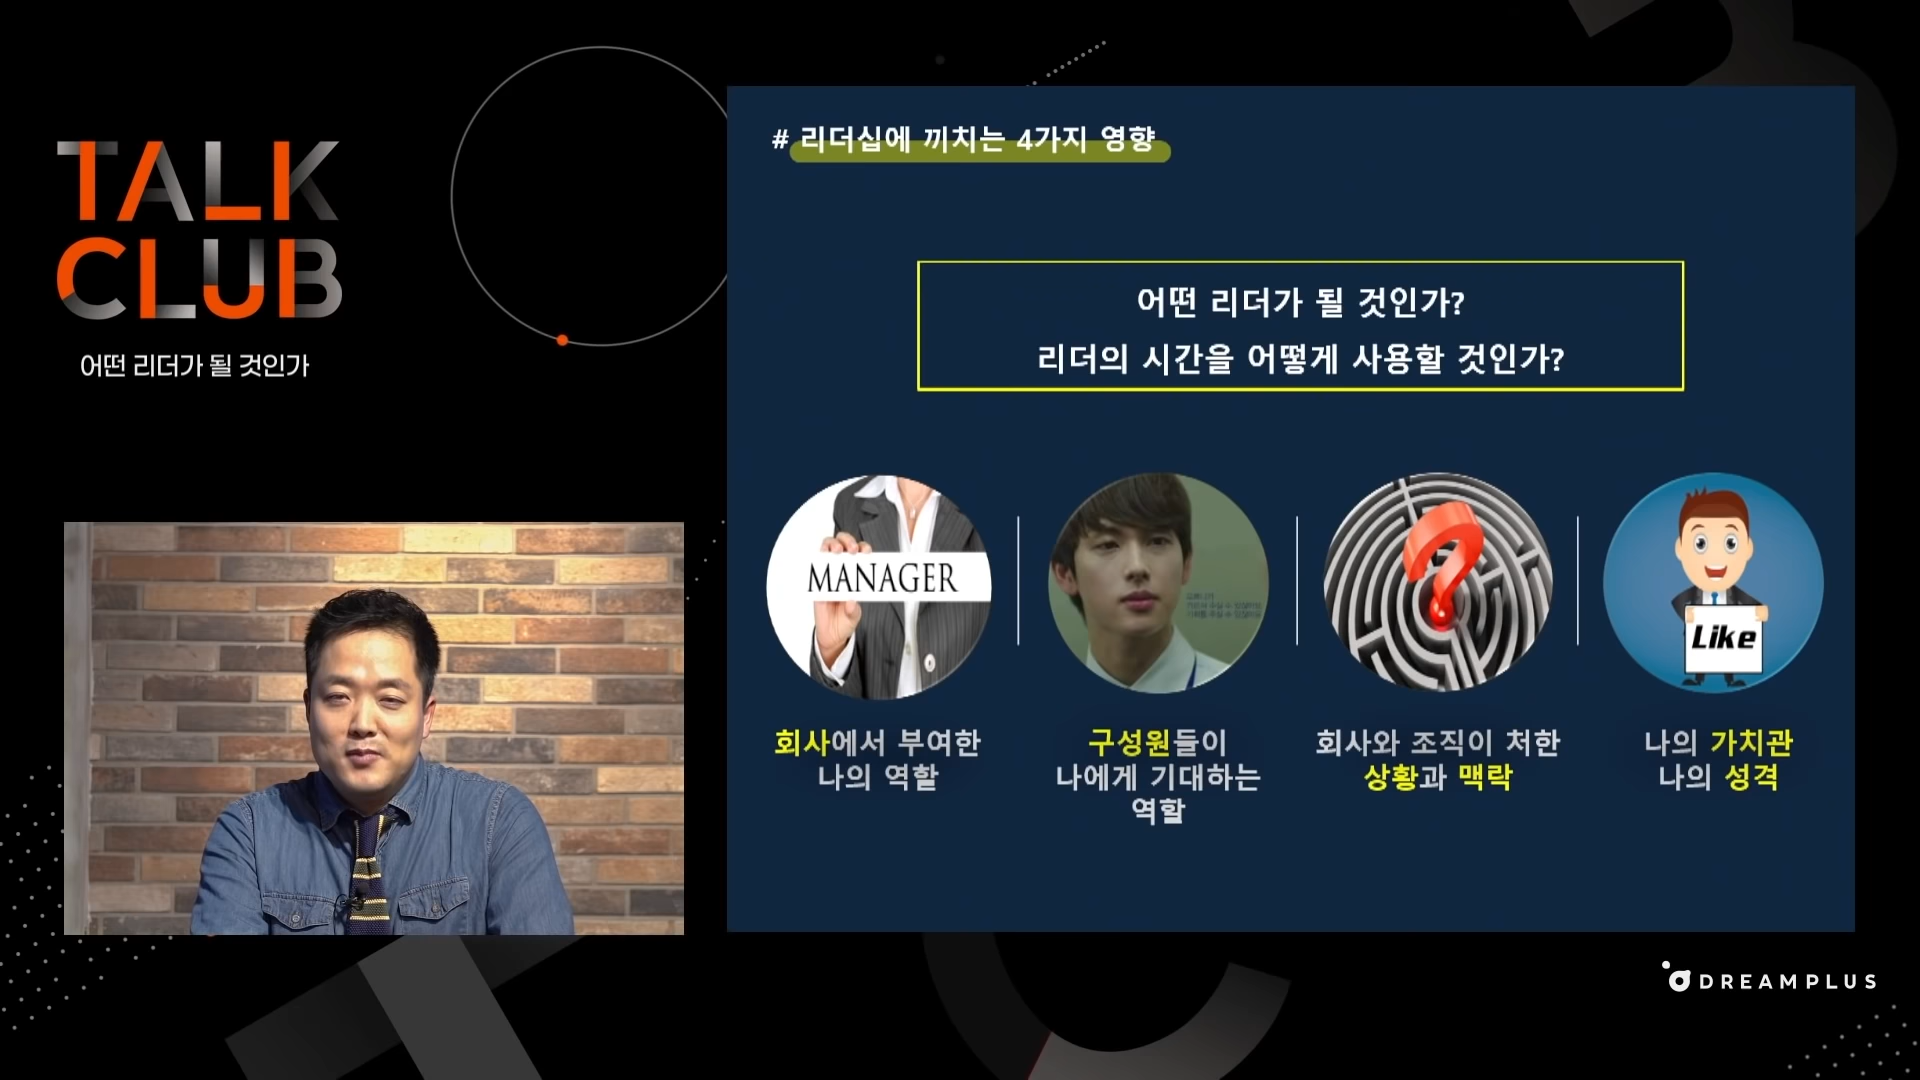 TALK
CLUB
어떤 리더가 될 것인가
# 리더십에 끼치는 4가지 영향
어떤 리더가 될 것인가?
리더의 시간을 어떻게 사용할 것인가?
MANAGER
Like
회사에서 부여한
나의 역할
구성원들이
나에게 기대하는
역할
회사와 조직이 처한
상황과 맥락
나의 가치관
나의 성격
DREAMPLUS